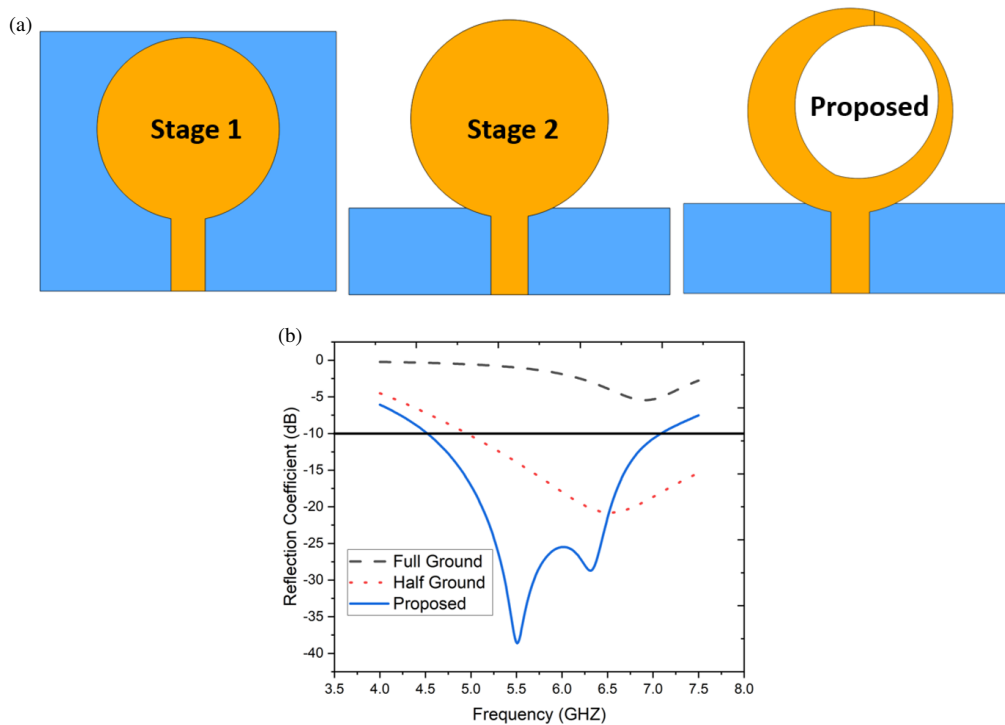 (a)
Stage 1
Stage 2
Proposed
(b)
0
-5
-10
-15
-20
-25
-30
-35
-40
Reflection Coefficient (dB)
Full Ground
Half Ground
Proposed
3.5 4.0 4.5 5.0 5.5 6.0 6.5 7.0 7.5 8.0
Frequency (GHZ)